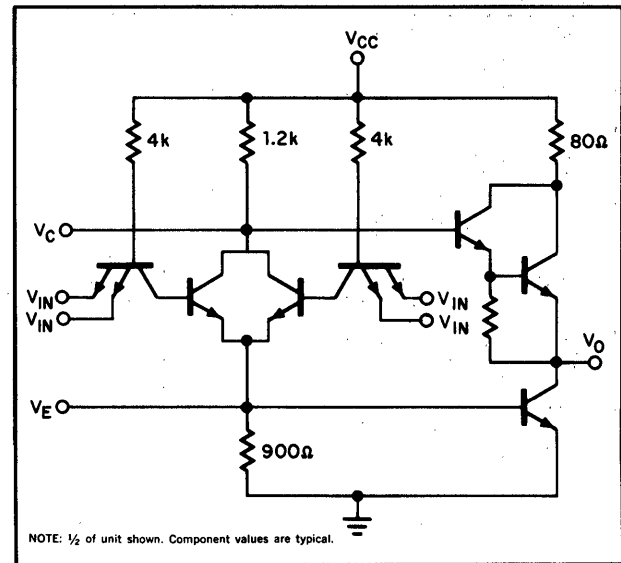 VCC
4k
1.2k
4k
80Ω
VC
VIN
VIN
VIN
VIN
VO
VE
900Ω
NOTE: ½ of unit shown. Component values are typical.